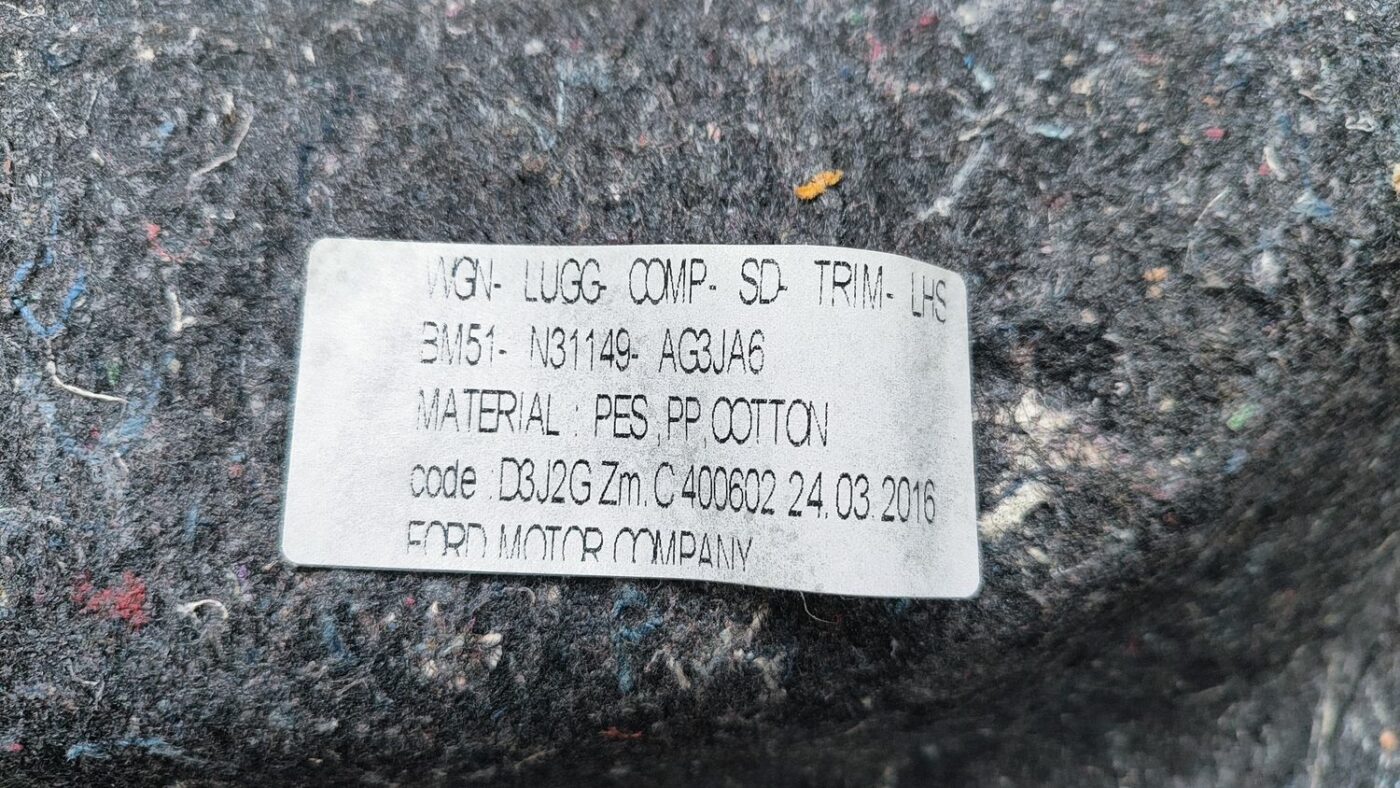 WGN- LUGG- COMP- SD- TRIM- LHS
BM51- N31149- AG3JA6
MATERIAL : PES ,PP,COTTON
code : D3J2G Zm. C 400602 24. 03. 2016
FORD MOTOR COMPANY